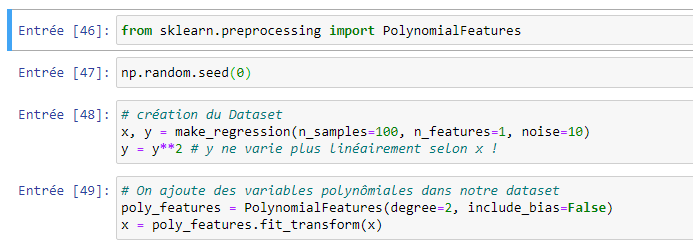 Entrée [46]: from sklearn.preprocessing import PolynomialFeatures
Entrée [47]: np.random.seed(0)
Entrée [48]: # création du Dataset
x, y = make_regression(n_samples=100, n_features=1, noise=10)
y = y**2 # y ne varie plus linéairement selon x !
Entrée [49]: # On ajoute des variables polynômiales dans notre dataset
poly_features = PolynomialFeatures(degree=2, include_bias=False)
x = poly_features.fit_transform(x)